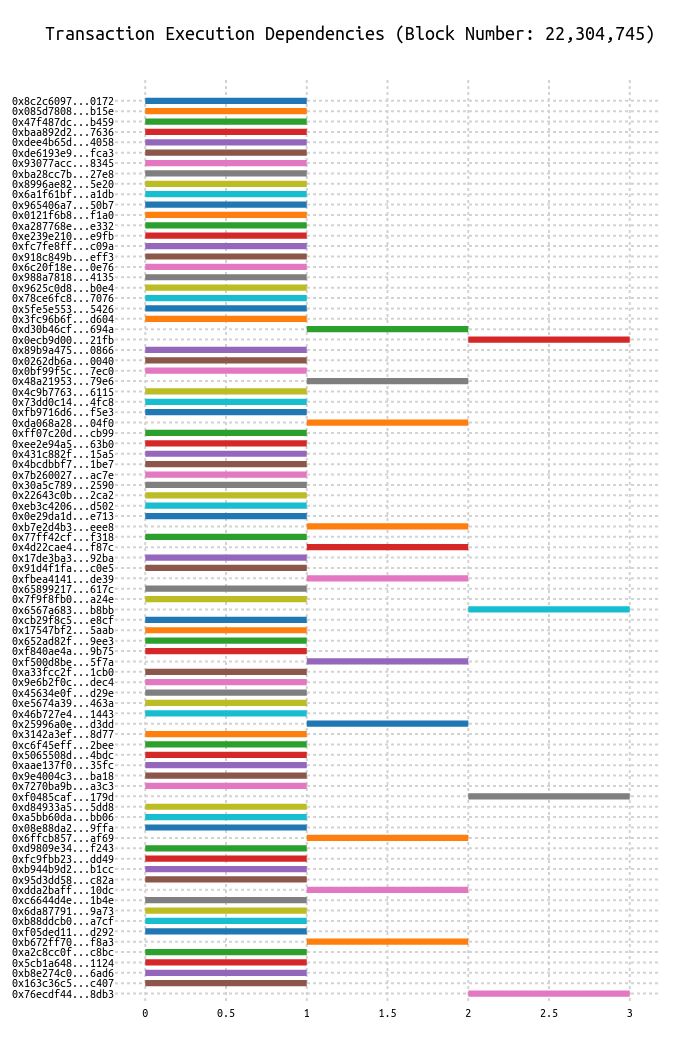 Transaction Execution Dependencies (Block Number: 22,304,745)
0x8c2c6097...0172
0x085d7808...b15e
0x47f487dc...b459
0xbaa892d2...7636
0xdee4b65d...4058
0xde6193e9...fca3
0x93077acc...8345
0xba28cc7b...27e8
0x8996ae82...5e20
0x6a1f61bf...a1db
0x965406a7...50b7
0x0121f6b8...f1a0
0xa287768e...e332
0xe239e210...e9fb
0xfc7fe8ff...c09a
0x918c849b...eff3
0x6c20f18e...0e76
0x988a7818...4135
0x9625c0d8...b0e4
0x78ce6fc8...7076
0x5fe5e553...5426
0x3fc96b6f...d604
0xd30b46cf...694a
0x0ecb9d00...21fb
0x89b9a475...0866
0x0262db6a...0040
0x0bf99f5c...7ec0
0x48a21953...79e6
0x4c9b7763...6115
0x73dd0c14...4fc8
0xfb9716d6...f5e3
0xda068a28...04f0
0xff07c20d...cb99
0xee2e94a5...63b0
0x431c882f...15a5
0x4bcdbbf7...1be7
0x7b260027...ac7e
0x30a5c789...2590
0x22643c0b...2ca2
0xeb3c4206...d502
0x0e29da1d...e713
0xb7e2d4b3...eee8
0x77ff42cf...f318
0x4d22cae4...f87c
0x17de3ba3...92ba
0x91d4f1fa...c0e5
0xfbea4141...de39
0x65899217...617c
0x7f9f8fb0...a24e
0x6567a683...b8bb
0xcb29f8c5...e8cf
0x17547bf2...5aab
0x652ad82f...9ee3
0xf840ae4a...9b75
0xf500d8be...5f7a
0xa33fcc2f...1cb0
0x9e6b2f0c...dec4
0x45634e0f...d29e
0xe5674a39...463a
0x46b727e4...1443
0x25996a0e...d3dd
0x3142a3ef...8d77
0xc6f45eff...2bee
0x5065508d...4bdc
0xaae137f0...35fc
0x9e4004c3...ba18
0x7270ba9b...a3c3
0xf0485caf...179d
0xd84933a5...5dd8
0xa5bb60da...bb06
0x08e88da2...9ffa
0x6ffcb857...af69
0xd9809e34...f243
0xfc9fbb23...dd49
0xb944b9d2...b1cc
0x95d3dd58...c82a
0xdda2baff...10dc
0xc6644d4e...1b4e
0x6da87791...9a73
0xb88ddcb0...a7cf
0xf05ded11...d292
0xb672ff70...f8a3
0xa2c8cc0f...c8bc
0x5cb1a648...1124
0xb8e274c0...6ad6
0x163c36c5...c407
0x76ecdf44...8db3
0 0.5 1 1.5 2 2.5 3